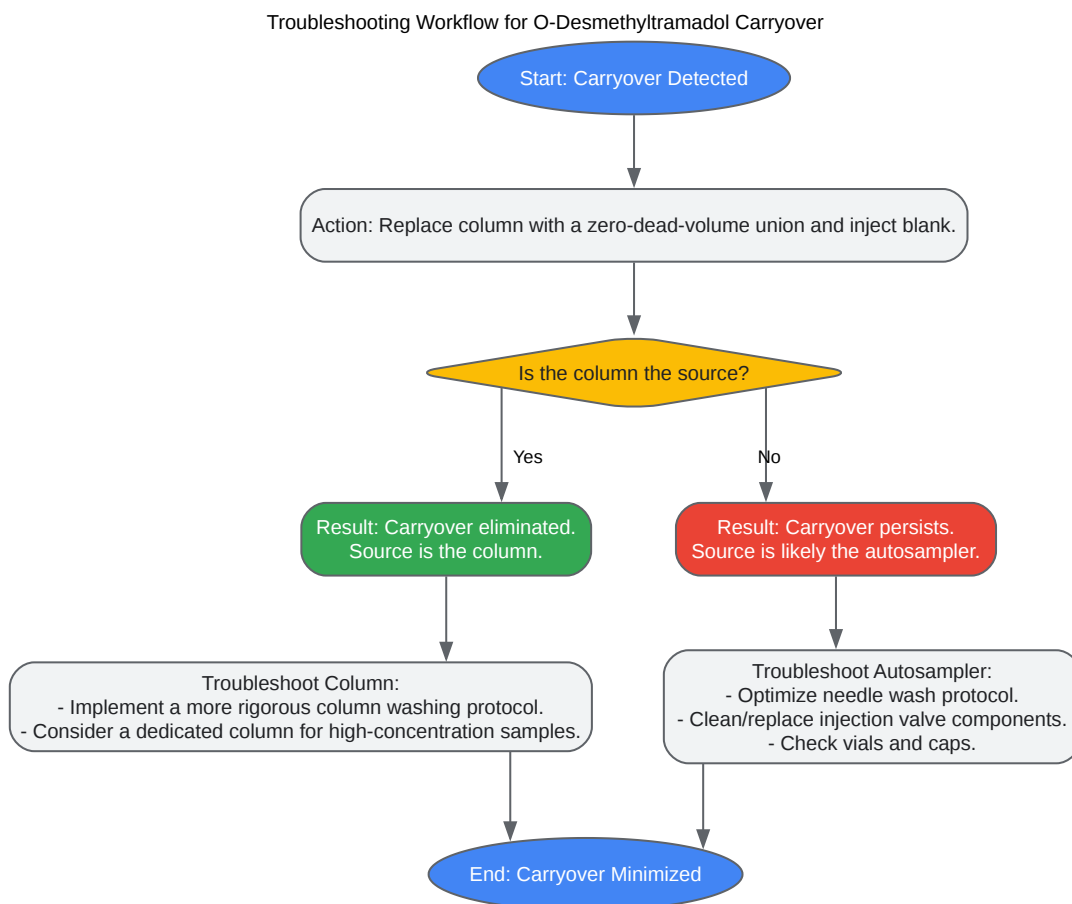 Troubleshooting Workflow for O-Desmethyltramadol Carryover
Start: Carryover Detected
Action: Replace column with a zero-dead-volume union and inject blank.
Is the column the source?
Yes
No
Result: Carryover eliminated.
Source is the column.
Result: Carryover persists.
Source is likely the autosampler.
Troubleshoot Column:
- Implement a more rigorous column washing protocol.
- Consider a dedicated column for high-concentration samples.
Troubleshoot Autosampler:
- Optimize needle wash protocol.
- Clean/replace injection valve components.
- Check vials and caps.
End: Carryover Minimized